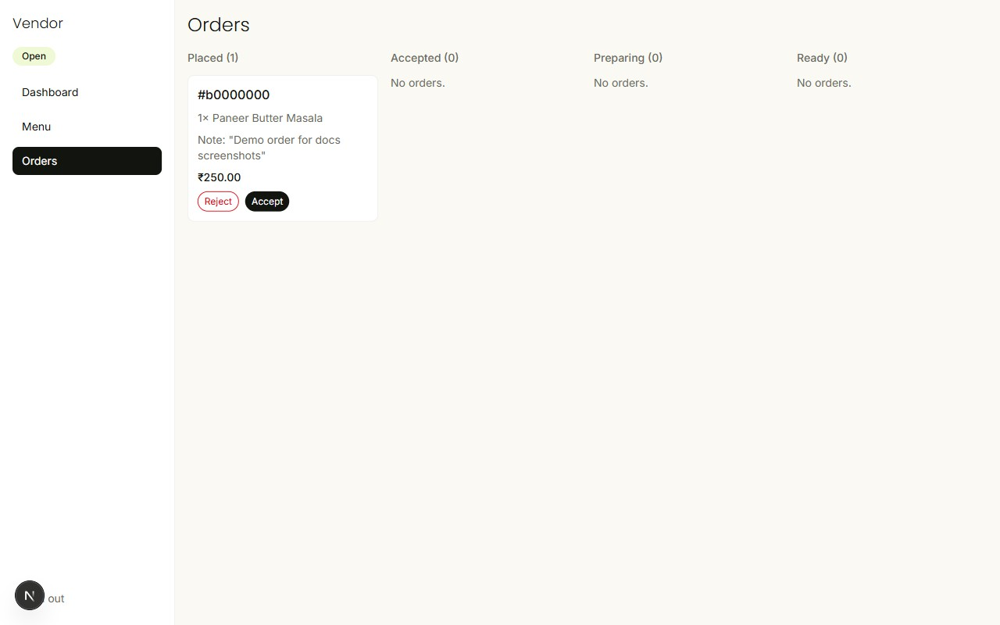 Vendor
Open
Dashboard
Menu
Orders
N
out
Orders
Placed (1)
#b0000000
1× Paneer Butter Masala
Note: "Demo order for docs
screenshots"
₹250.00
Reject
Accept
Accepted (0)
No orders.
Preparing (0)
No orders.
Ready (0)
No orders.